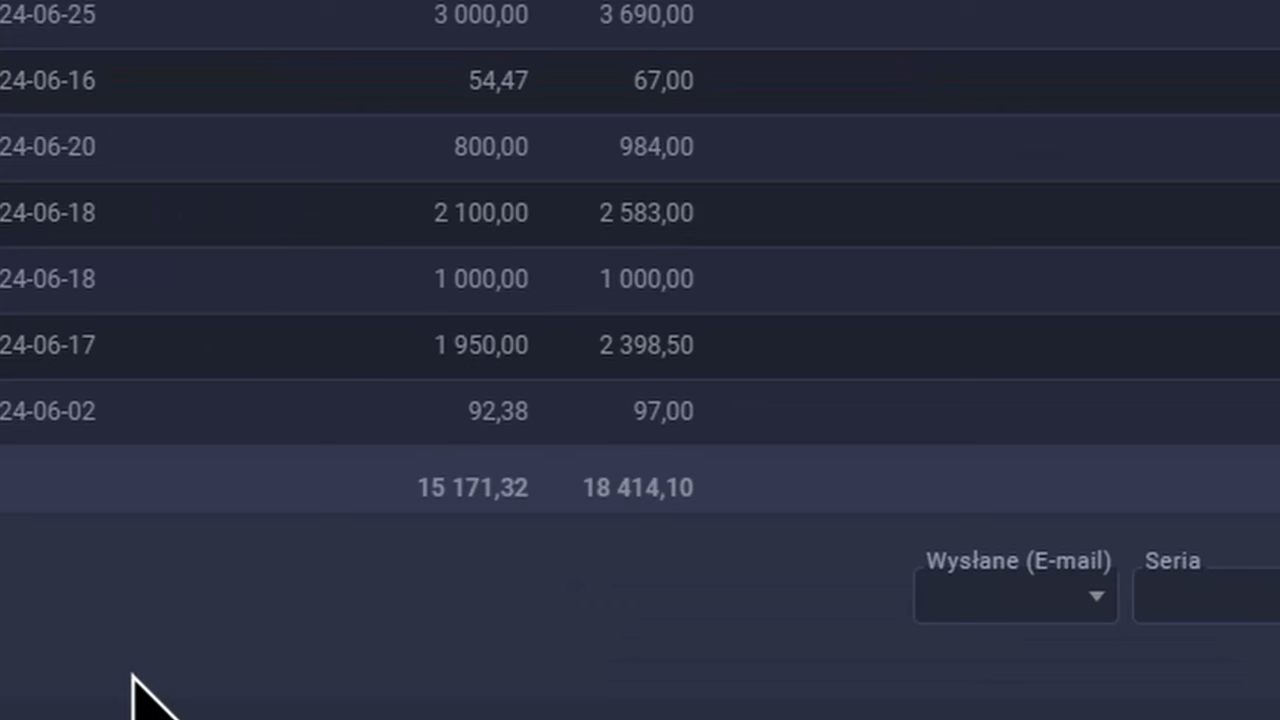 24-06-25 3 000,00 3 690,00
24-06-16 54,47 67,00
24-06-20 800,00 984,00
24-06-18 2 100,00 2 583,00
24-06-18 1 000,00 1 000,00
24-06-17 1 950,00 2 398,50
24-06-02 92,38 97,00
15 171,32 18 414,10
Wysłane (E-mail) Seria